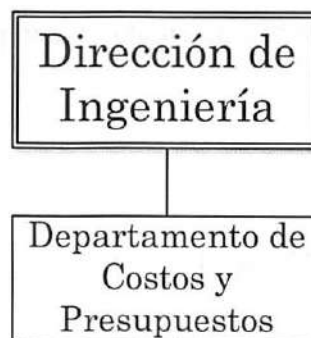 Dirección de
Ingeniería
Departamento de
Costos y
Presupuestos